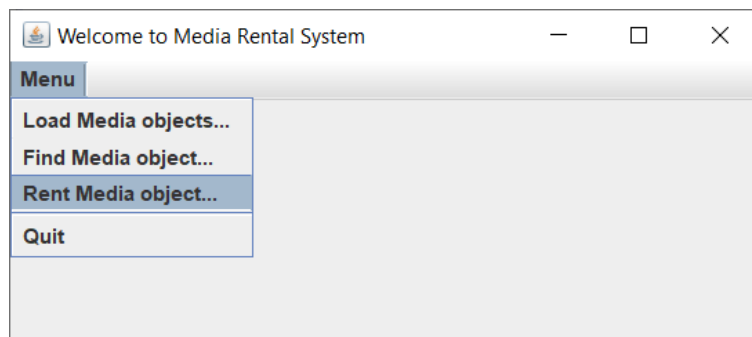 Welcome to Media Rental System
Menu
Load Media objects...
Find Media object...
Rent Media object...
Quit